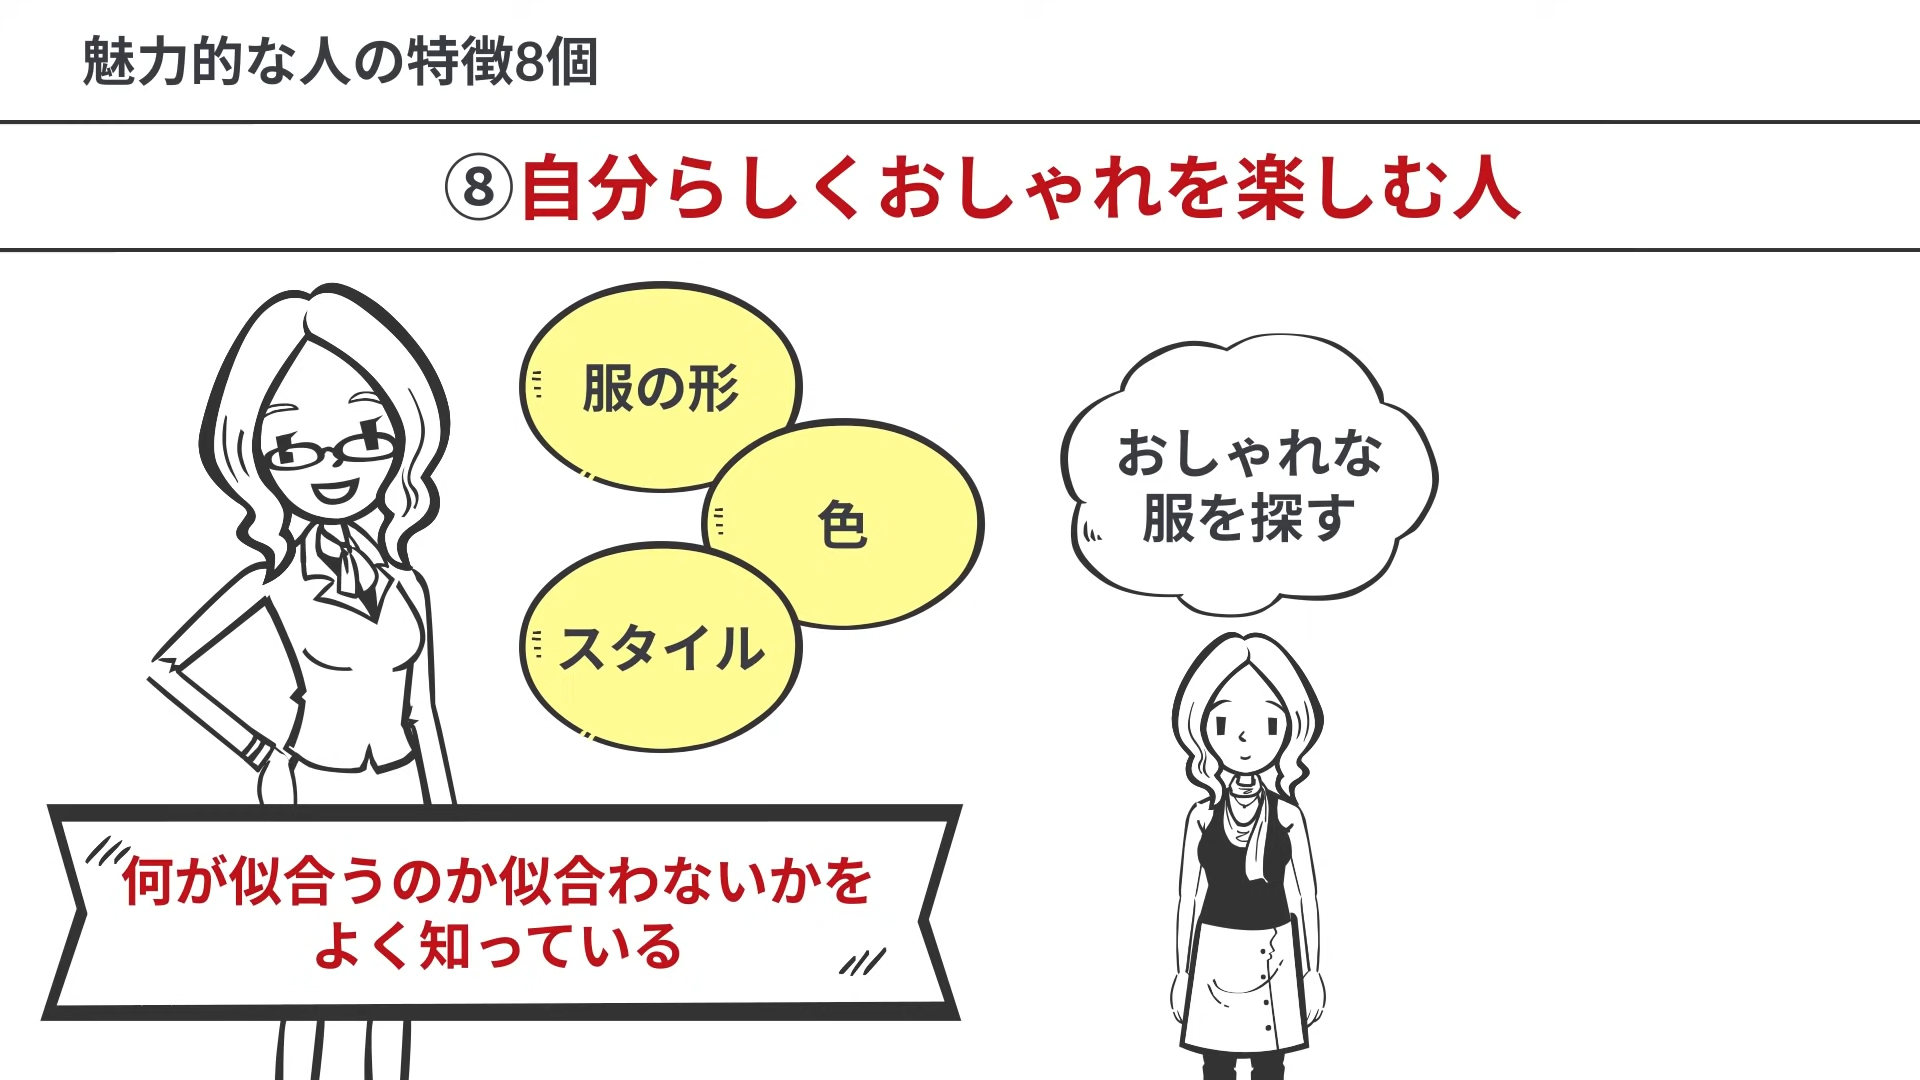 魅力的な人の特徴8個
⑧自分らしくおしゃれを楽しむ人
服の形
色
スタイル
何が似合うのか似合わないかを
よく知っている
おしゃれな
服を探す